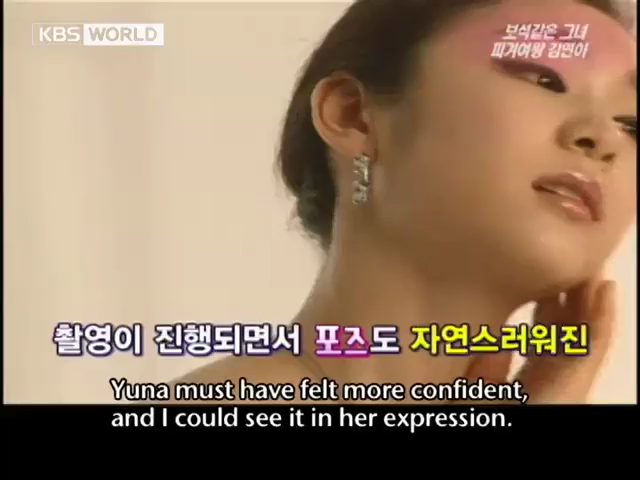 KBS WORLD
보석같은 그녀
피겨여왕 김연아
촬영이 진행되면서 포즈도 자연스러워진
Yuna must have felt more confident,
and I could see it in her expression.